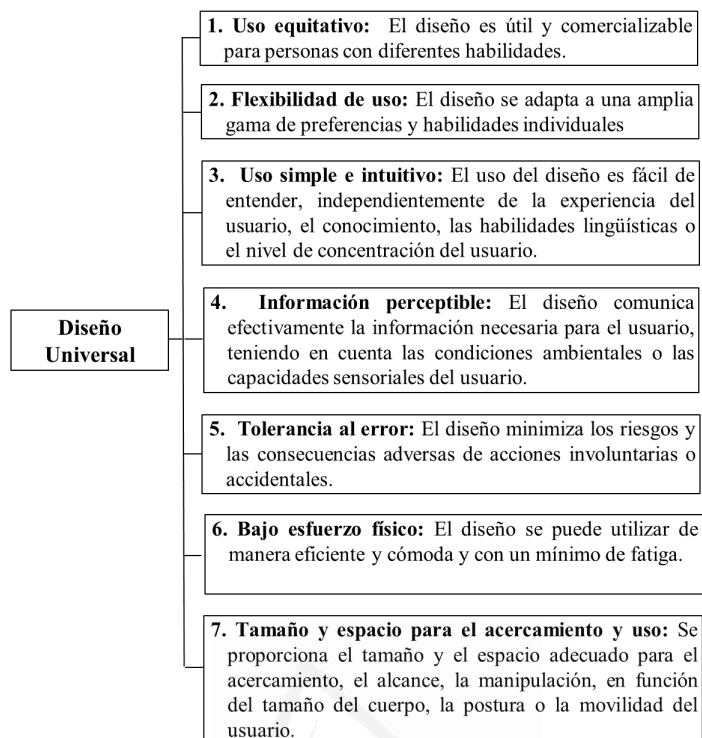 1. Uso equitativo: El diseño es útil y comercializable
para personas con diferentes habilidades.
2. Flexibilidad de uso: El diseño se adapta a una amplia
gama de preferencias y habilidades individuales
3. Uso simple e intuitivo: El uso del diseño es fácil de
entender, independientemente de la experiencia del
usuario, el conocimiento, las habilidades lingüísticas o
el nivel de concentración del usuario.
Diseño
Universal
4. Información perceptible: El diseño comunica
efectivamente la información necesaria para el usuario,
teniendo en cuenta las condiciones ambientales o las
capacidades sensoriales del usuario.
5. Tolerancia al error: El diseño minimiza los riesgos y
las consecuencias adversas de acciones involuntarias o
accidentales.
6. Bajo esfuerzo físico: El diseño se puede utilizar de
manera eficiente y cómoda y con un mínimo de fatiga.
7. Tamaño y espacio para el acercamiento y uso: Se
proporciona el tamaño y el espacio adecuado para el
acercamiento, el alcance, la manipulación, en función
del tamaño del cuerpo, la postura o la movilidad del
usuario.